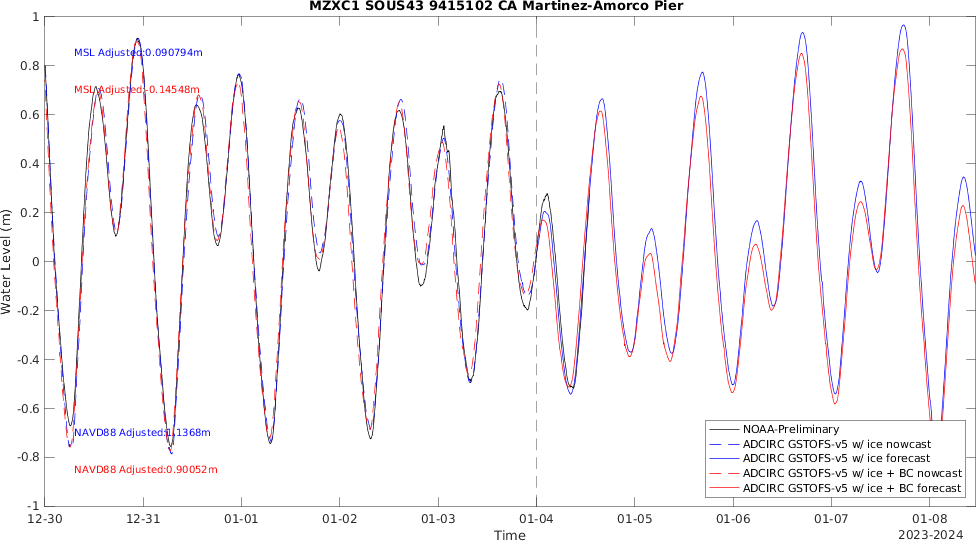 MZXC1 SOUS43 9415102 CA Martinez-Amorco Pier
1
0.8
0.6
0.4
0.2
0
-0.2
-0.4
-0.6
-0.8
-1
Water Level (m)
MSL Adjusted:0.090794m
MSL Adjusted:-0.14548m
NAVD88 Adjusted:1.1368m
NAVD88 Adjusted:0.90052m
NOAA-Preliminary
ADCIRC GSTOFS-v5 w/ ice nowcast
ADCIRC GSTOFS-v5 w/ ice forecast
ADCIRC GSTOFS-v5 w/ ice + BC nowcast
ADCIRC GSTOFS-v5 w/ ice + BC forecast
12-30 12-31 01-01 01-02 01-03 01-04 01-05 01-06 01-07 01-08
Time
2023-2024